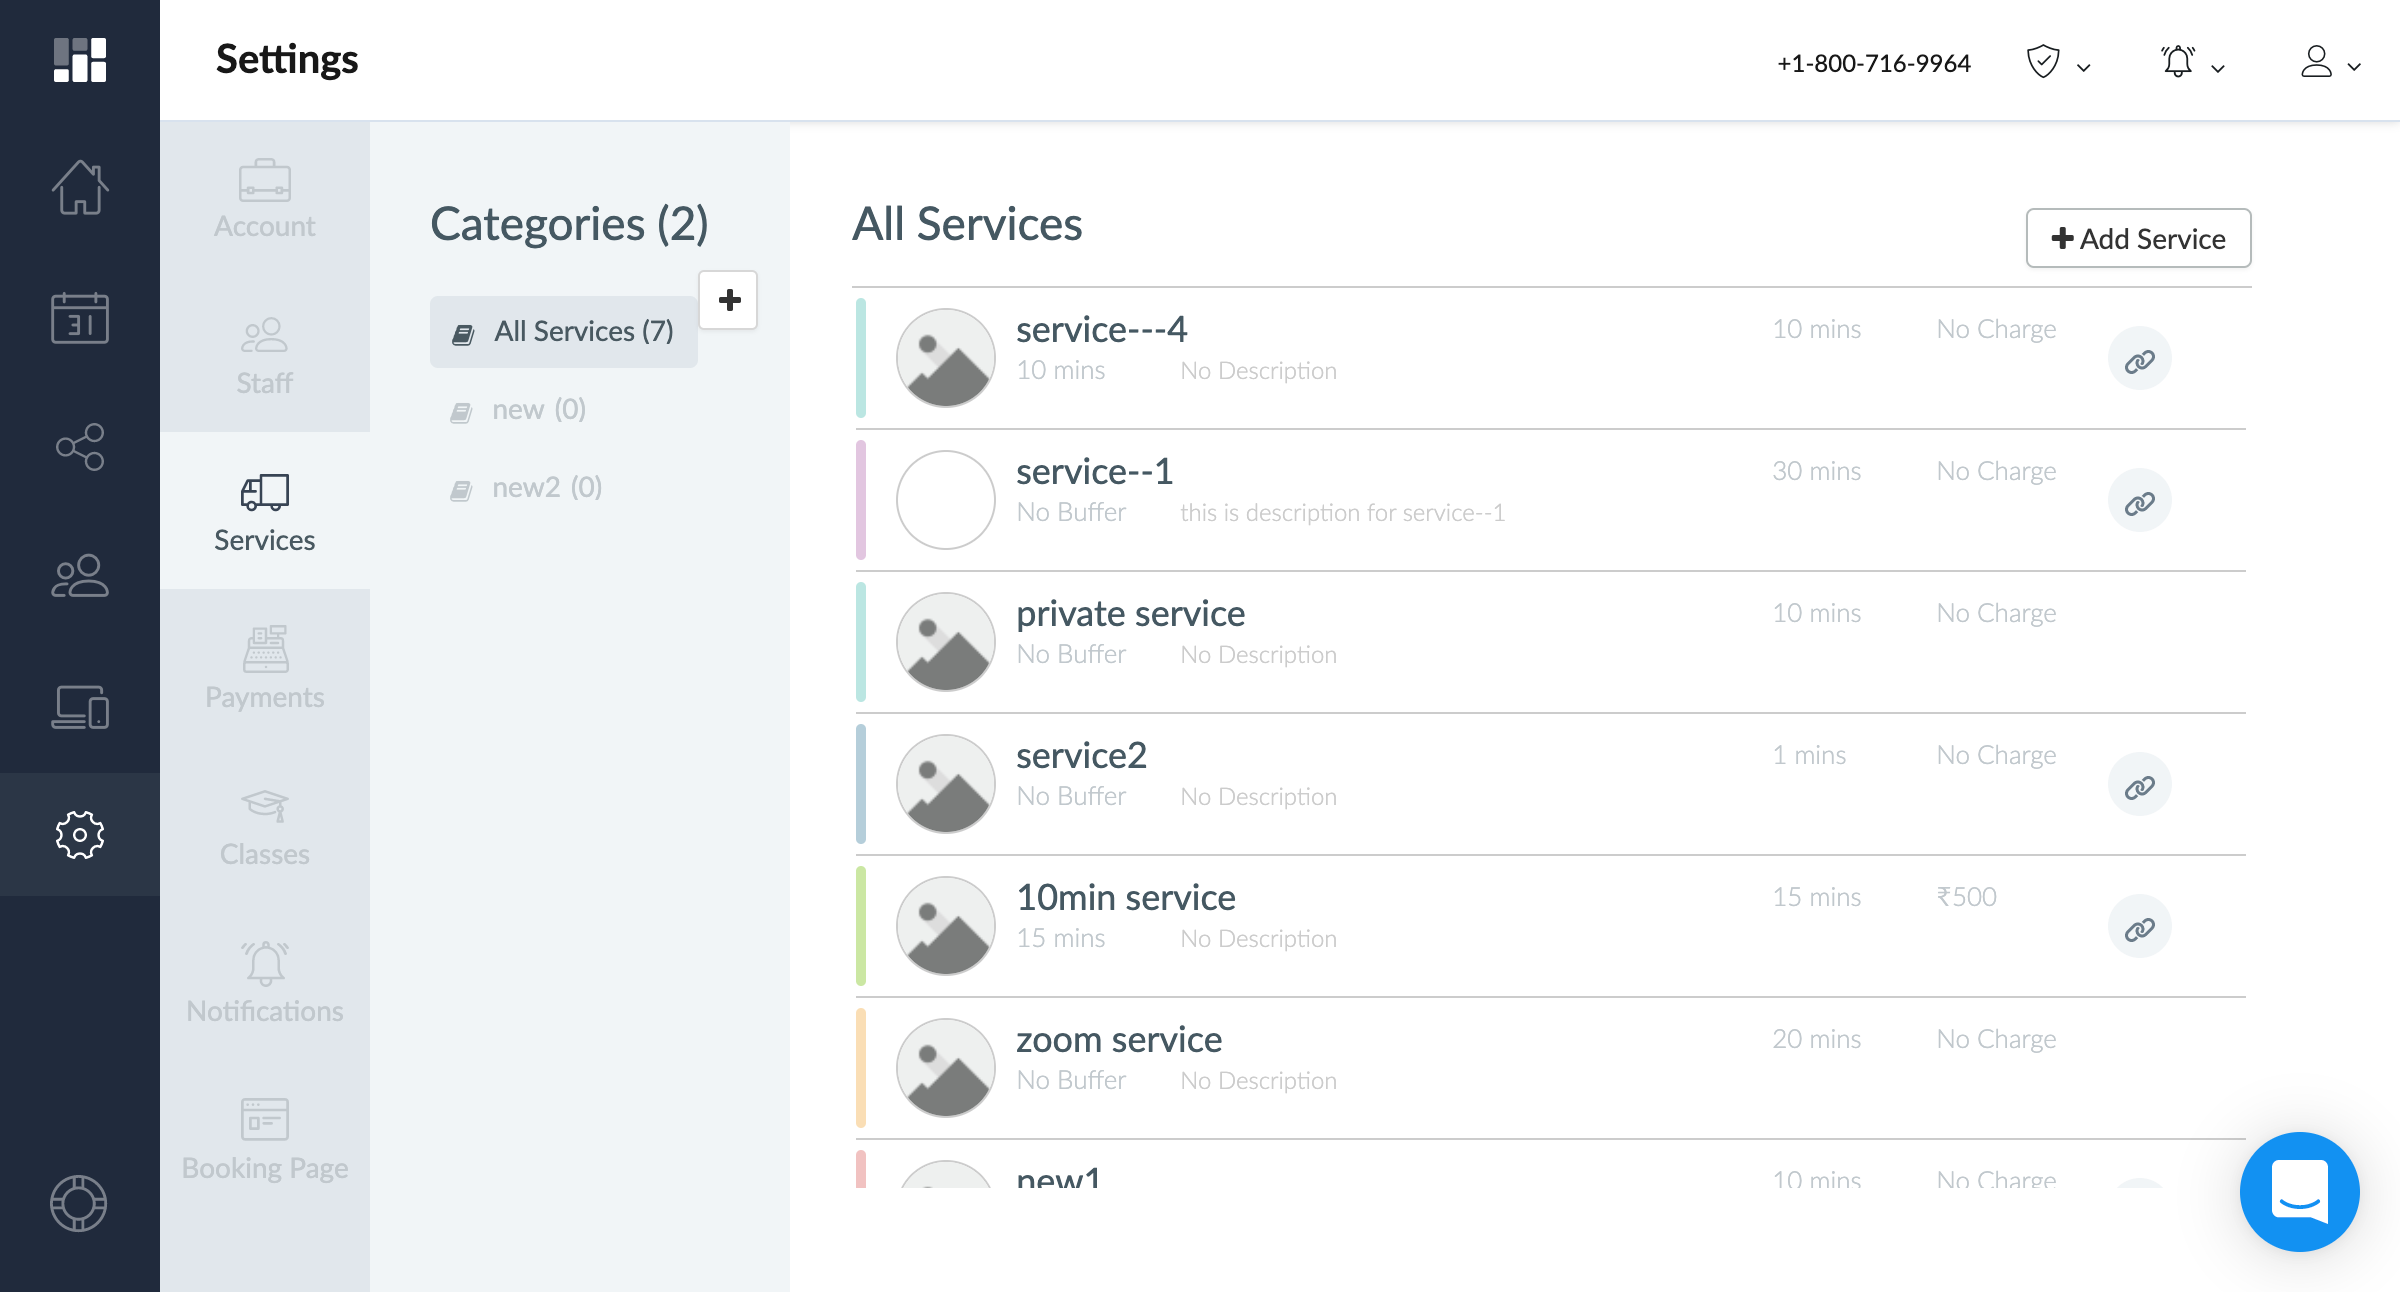 Settings
+1-800-716-9964
31
Account
Staff
Services
Payments
Classes
Notifications
Booking Page
Categories (2)
All Services (7)
new (0)
new2 (0)
All Services
Add Service
service---4
10 mins No Description
10 mins No Charge
service--1
No Buffer this is description for service--1
30 mins No Charge
private service
No Buffer No Description
10 mins No Charge
service2
No Buffer No Description
1 mins No Charge
10min service
15 mins No Description
15 mins ₹500
zoom service
No Buffer No Description
20 mins No Charge
new1
10 mins No Charge